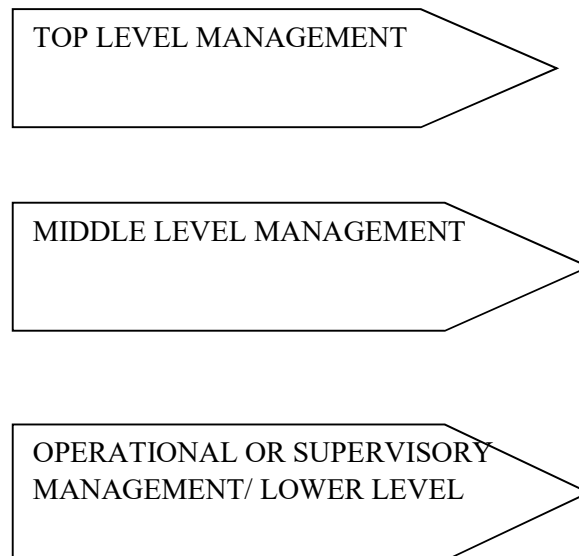 TOP LEVEL MANAGEMENT
MIDDLE LEVEL MANAGEMENT
OPERATIONAL OR SUPERVISORY
MANAGEMENT/ LOWER LEVEL